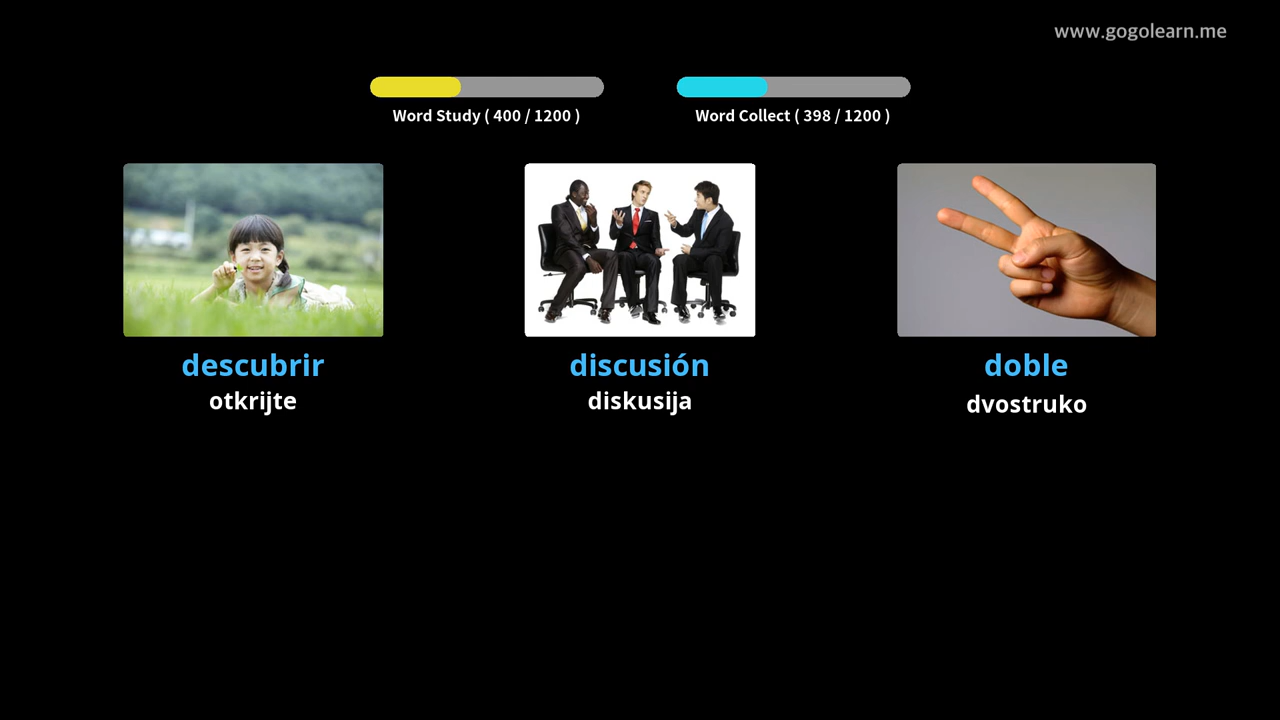 www.gogolearn.me
Word Study ( 400 / 1200 )
Word Collect ( 398 / 1200 )
descubrir
otkrijte
discusión
diskusija
doble
dvostruko